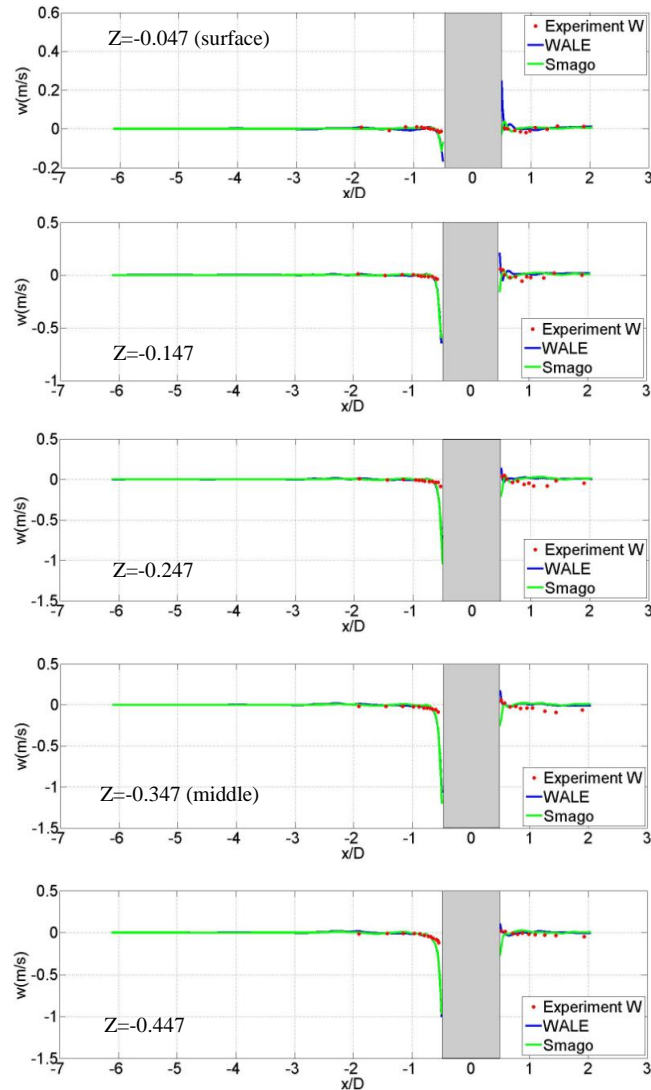 0.6
0.4
0.2
0
-0.2
w(m/s)
Z=-0.047 (surface)
Experiment W
WALE
Smago
-7 -6 -5 -4 -3 -2 -1 0 1 2 3
x/D
0.5
0
-0.5
-1
w(m/s)
Z=-0.147
Experiment W
WALE
Smago
-7 -6 -5 -4 -3 -2 -1 0 1 2 3
x/D
0.5
0
-0.5
-1
-1.5
w(m/s)
Z=-0.247
Experiment W
WALE
Smago
-7 -6 -5 -4 -3 -2 -1 0 1 2 3
x/D
0.5
0
-0.5
-1
-1.5
w(m/s)
Z=-0.347 (middle)
Experiment W
WALE
Smago
-7 -6 -5 -4 -3 -2 -1 0 1 2 3
x/D
0.5
0
-0.5
-1
-1.5
w(m/s)
Z=-0.447
Experiment W
WALE
Smago
-7 -6 -5 -4 -3 -2 -1 0 1 2 3
x/D